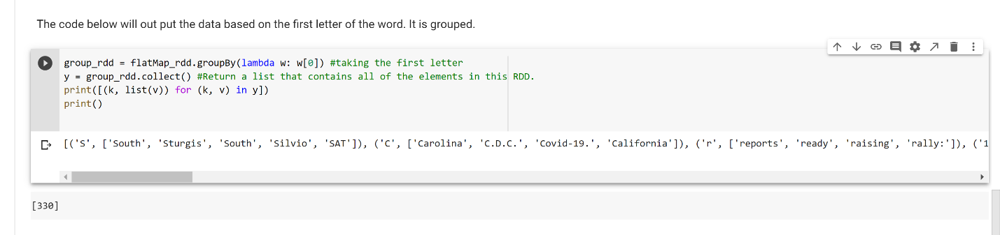 The code below will out put the data based on the first letter of the word. It is grouped.
group_rdd = flatMap_rdd.groupBy(lambda w: w[0]) #taking the first letter
y = group_rdd.collect() #Return a list that contains all of the elements in this RDD.
print([(k, list(v)) for (k, v) in y])
print()
[('S', ['South', 'Sturgis', 'South', 'Silvio', 'SAT']), ('C', ['Carolina', 'C.D.C.', 'Covid-19.', 'California']), ('r', ['reports', 'ready', 'raising', 'rally:']), ('1
[330]